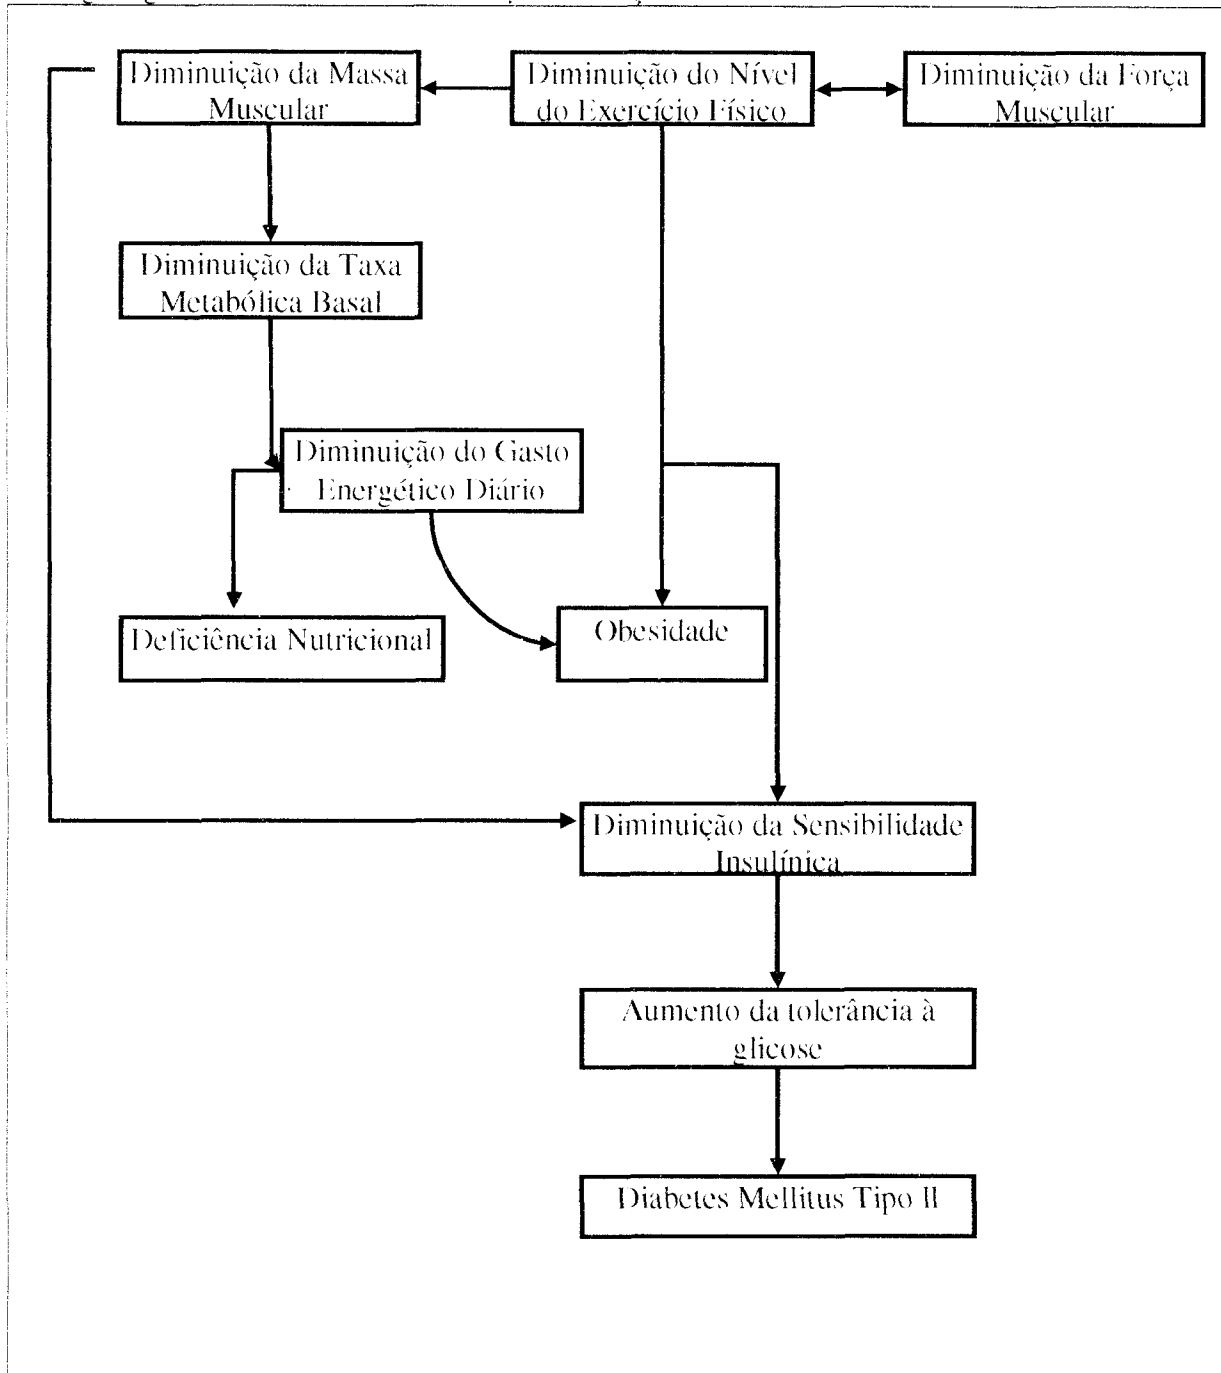 Diminuição da Massa
Muscular
Diminuição do Nível
do Exercício Físico
Diminuição da Força
Muscular
Diminuição da Taxa
Metabólica Basal
Diminuição do Gasto
Energético Diário
Deficiência Nutricional
Obesidade
Diminuição da Sensibilidade
Insulínica
Aumento da tolerância à
glicose
Diabetes Mellitus Tipo II